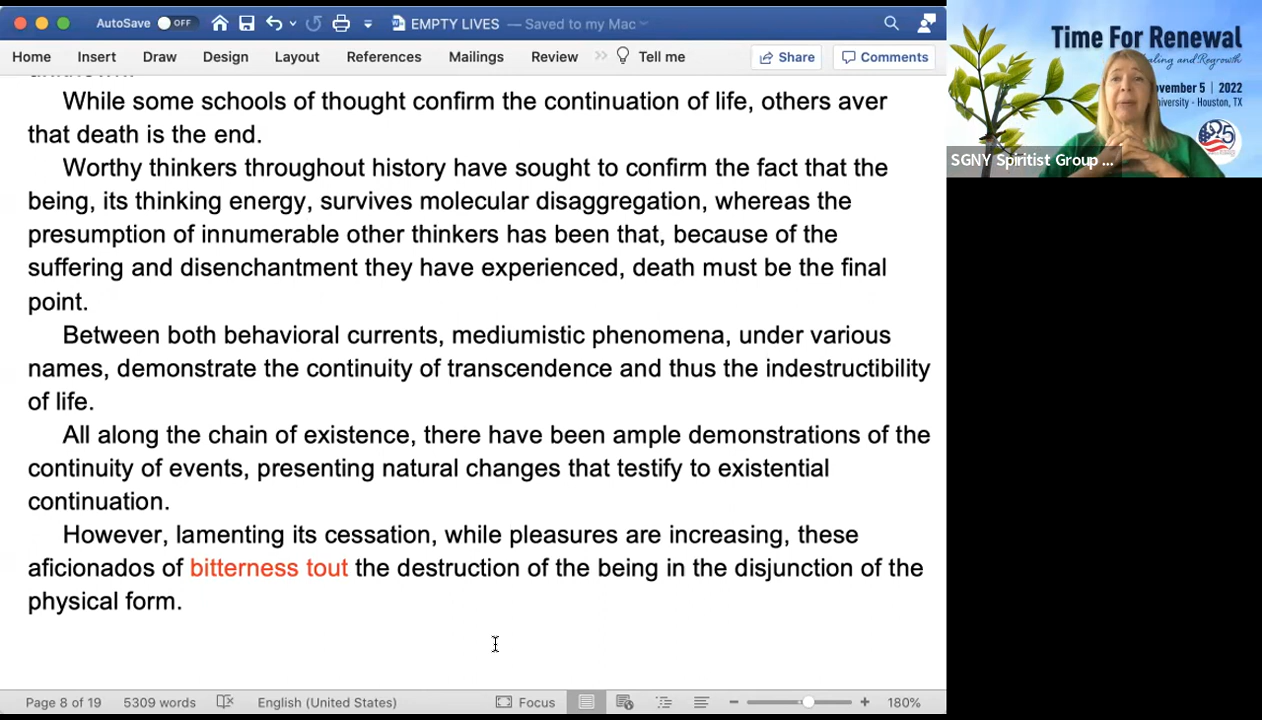 AutoSave OFF EMPTY LIVES — Saved to my Mac
Home Insert Draw Design Layout References Mailings Review Tell me Share Comments
While some schools of thought confirm the continuation of life, others aver
that death is the end.
Worthy thinkers throughout history have sought to confirm the fact that the
being, its thinking energy, survives molecular disaggregation, whereas the
presumption of innumerable other thinkers has been that, because of the
suffering and disenchantment they have experienced, death must be the final
point.
Between both behavioral currents, mediumistic phenomena, under various
names, demonstrate the continuity of transcendence and thus the indestructibility
of life.
All along the chain of existence, there have been ample demonstrations of the
continuity of events, presenting natural changes that testify to existential
continuation.
However, lamenting its cessation, while pleasures are increasing, these
aficionados of bitterness tout the destruction of the being in the disjunction of the
physical form.
Page 8 of 19 5309 words English (United States) Focus 180%
Time For Renewal
and Regrowth
5 | 2022
Houston, TX
25
SGNY Spiritist Group ...